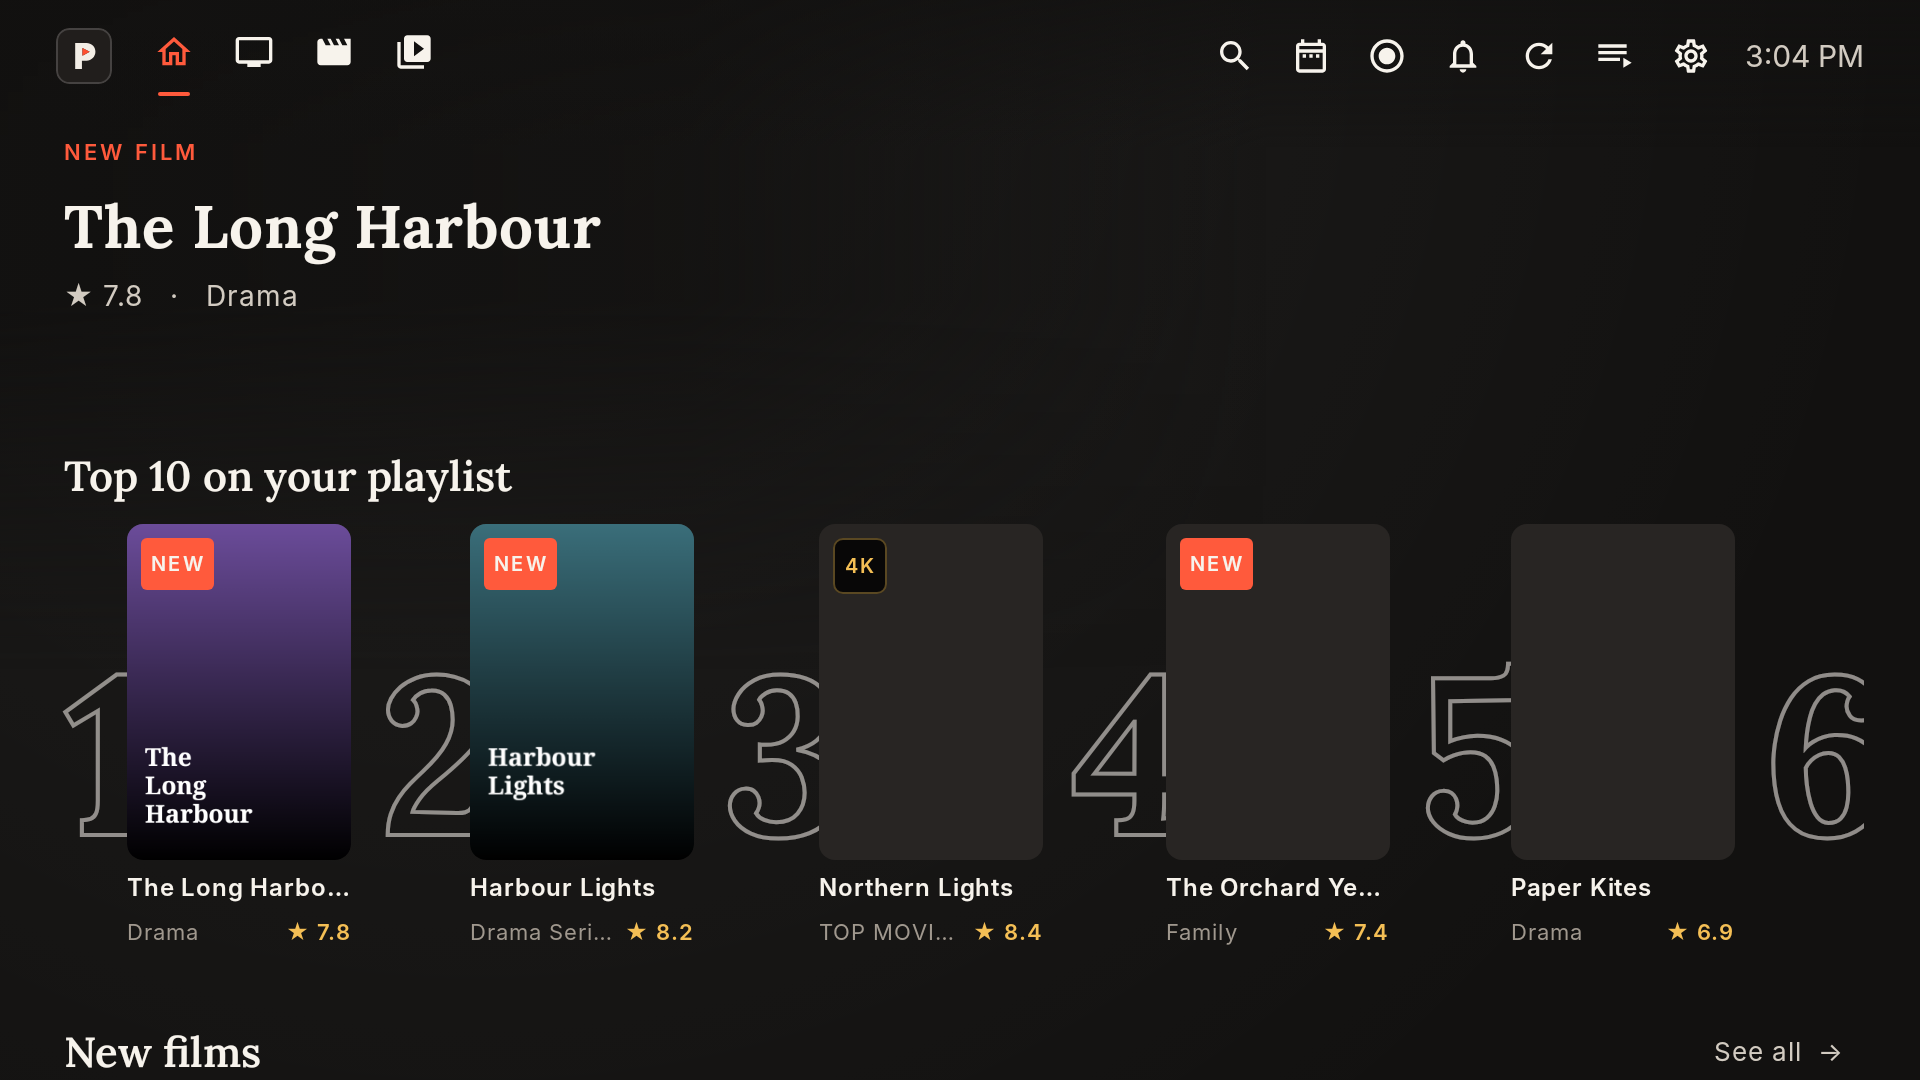 P
3:04 PM
NEW FILM
The Long Harbour
★ 7.8 · Drama
Top 10 on your playlist
1
NEW
The
Long
Harbour
The Long Harbo...
Drama ★ 7.8
2
NEW
Harbour
Lights
Harbour Lights
Drama Seri... ★ 8.2
3
4K
Northern Lights
TOP MOVI... ★ 8.4
4
NEW
The Orchard Ye...
Family ★ 7.4
5
Paper Kites
Drama ★ 6.9
6
New films
See all →